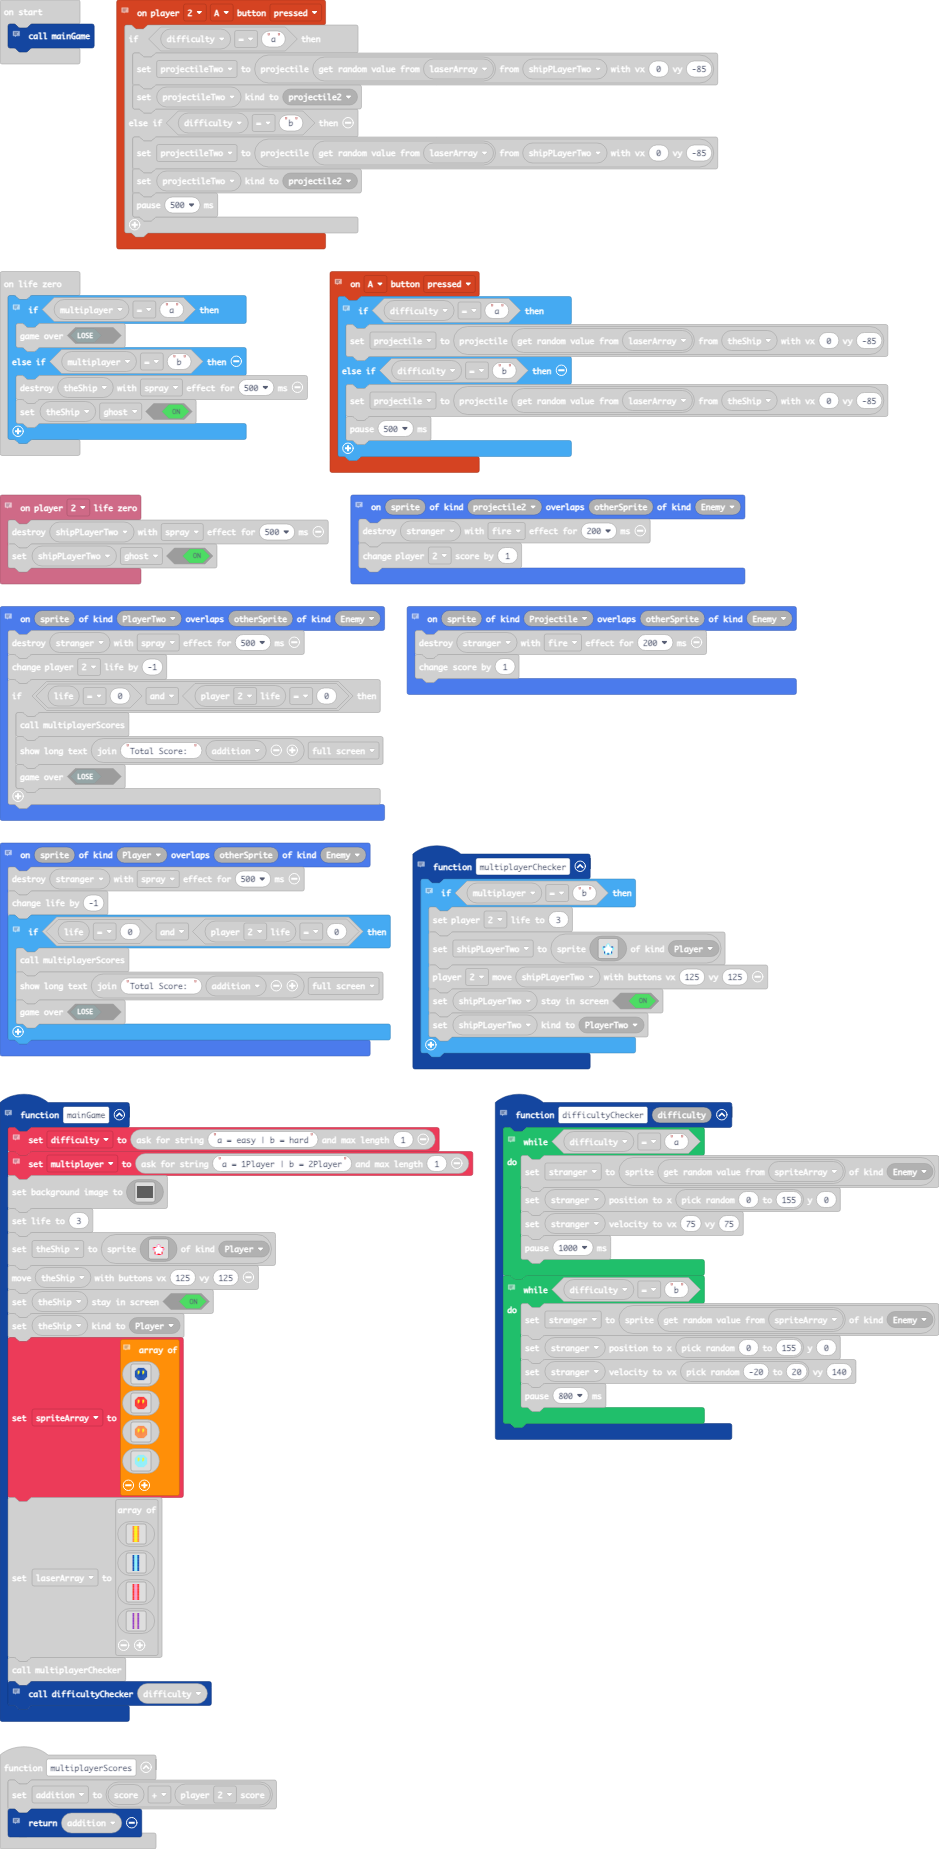 on start
call mainGame
on player 2 A button pressed
if difficulty = "a" then
set projectileTwo to projectile get random value from laserArray from shipPLayerTwo with vx 0 vy -85
set projectileTwo kind to projectile2
else if difficulty = "b" then
set projectileTwo to projectile get random value from laserArray from shipPLayerTwo with vx 0 vy -85
set projectileTwo kind to projectile2
pause 500 ms
on life zero
if multiplayer = "a" then
game over LOSE
else if multiplayer = "b" then
destroy theShip with spray effect for 500 ms
set theShip ghost ON
on A button pressed
if difficulty = "a" then
set projectile to projectile get random value from laserArray from theShip with vx 0 vy -85
else if difficulty = "b" then
set projectile to projectile get random value from laserArray from theShip with vx 0 vy -85
pause 500 ms
on player 2 life zero
destroy shipPLayerTwo with spray effect for 500 ms
set shipPLayerTwo ghost ON
on sprite of kind projectile2 overlaps otherSprite of kind Enemy
destroy stranger with fire effect for 200 ms
change player 2 score by 1
on sprite of kind PlayerTwo overlaps otherSprite of kind Enemy
destroy stranger with spray effect for 500 ms
change player 2 life by -1
if life = 0 and player 2 life = 0 then
call multiplayerScores
show long text join "Total Score: " addition full screen
game over LOSE
on sprite of kind Projectile overlaps otherSprite of kind Enemy
destroy stranger with fire effect for 200 ms
change score by 1
on sprite of kind Player overlaps otherSprite of kind Enemy
destroy stranger with spray effect for 500 ms
change life by -1
if life = 0 and player 2 life = 0 then
call multiplayerScores
show long text join "Total Score: " addition full screen
game over LOSE
function multiplayerChecker
if multiplayer = "b" then
set player 2 life to 3
set shipPLayerTwo to sprite of kind Player
player 2 move shipPLayerTwo with buttons vx 125 vy 125
set shipPLayerTwo stay in screen ON
set shipPLayerTwo kind to PlayerTwo
function mainGame
set difficulty to ask for string "a = easy | b = hard" and max length 1
set multiplayer to ask for string "a = 1Player | b = 2Player" and max length 1
set background image to
set life to 3
set theShip to sprite of kind Player
move theShip with buttons vx 125 vy 125
set theShip stay in screen ON
set theShip kind to Player
array of
set spriteArray to
array of
set laserArray to
call multiplayerChecker
call difficultyChecker difficulty
function difficultyChecker difficulty
while difficulty = "a"
do
set stranger to sprite get random value from spriteArray of kind Enemy
set stranger position to x pick random 0 to 155 y 0
set stranger velocity to vx 75 vy 75
pause 1000 ms
while difficulty = "b"
do
set stranger to sprite get random value from spriteArray of kind Enemy
set stranger position to x pick random 0 to 155 y 0
set stranger velocity to vx pick random -20 to 20 vy 140
pause 800 ms
function multiplayerScores
set addition to score + player 2 score
return addition